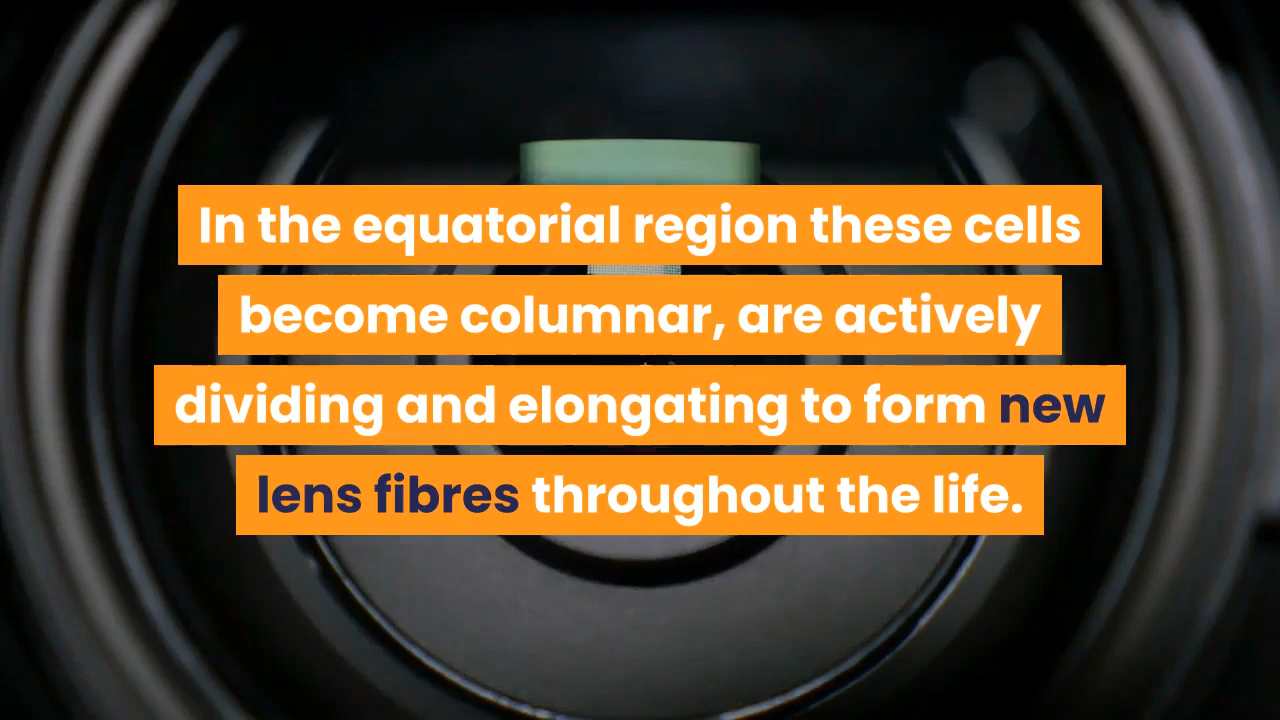 In the equatorial region these cells
become columnar, are actively
dividing and elongating to form new
lens fibres throughout the life.